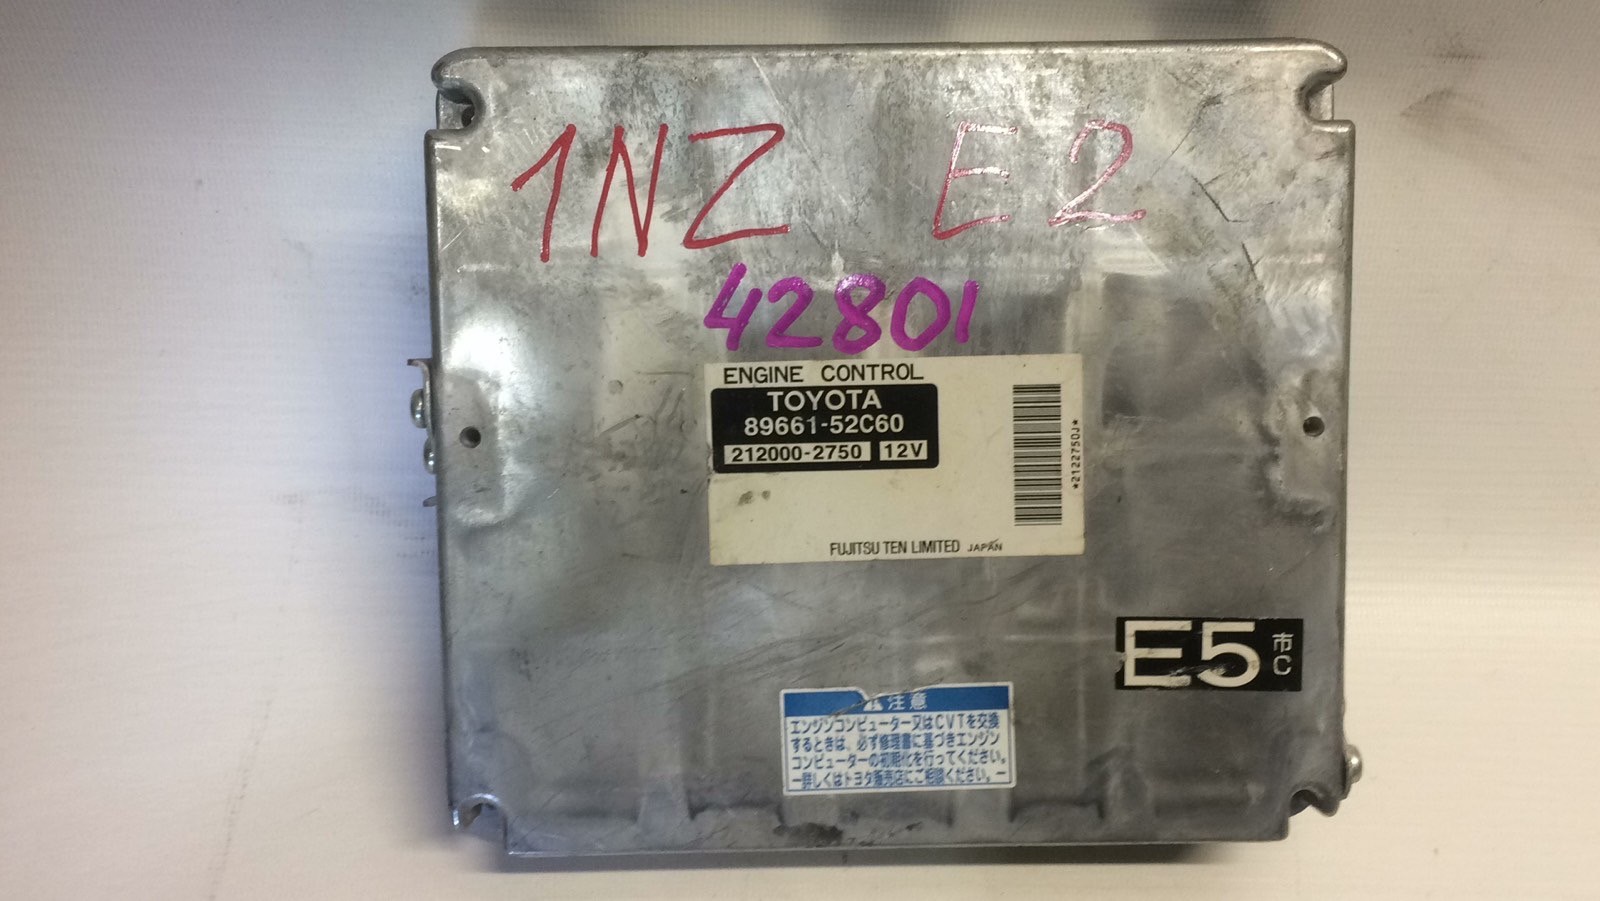 1NZ E2
42801
ENGINE CONTROL
TOYOTA
89661-52C60
212000-2750 12V
*2122750J*
FUJITSU TEN LIMITED JAPAN
E5 市C
注意
エンジンコンピューター又はCVTを交換
するときは、必ず修理書に基づきエンジン
コンピューターの初期化を行ってください。
ー詳しくはトヨタ販売店にご相談ください。ー